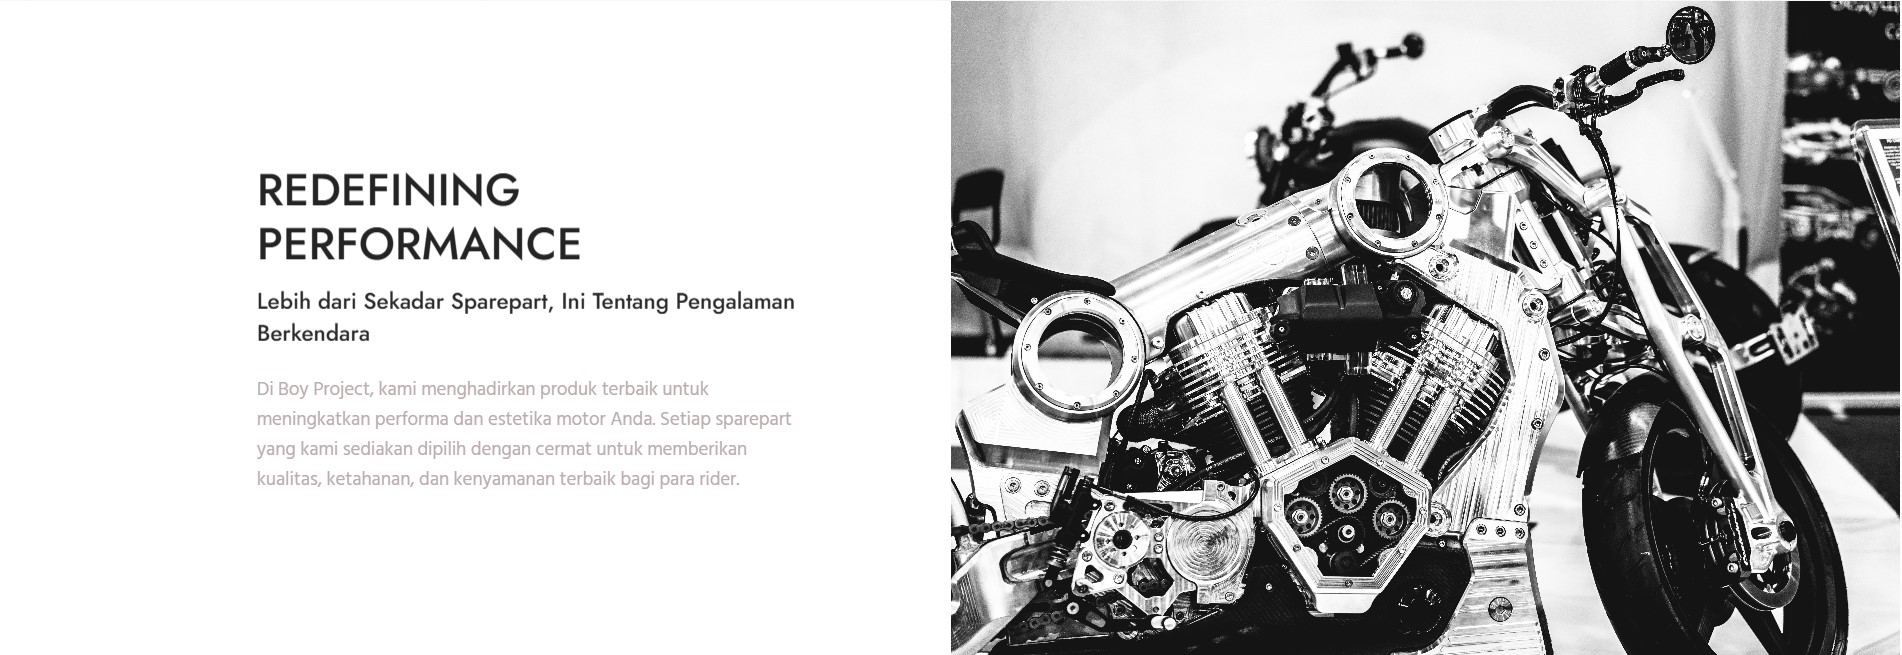 REDEFINING
PERFORMANCE
Lebih dari Sekadar Sparepart, Ini Tentang Pengalaman
Berkendara
Di Boy Project, kami menghadirkan produk terbaik untuk
meningkatkan performa dan estetika motor Anda. Setiap sparepart
yang kami sediakan dipilih dengan cermat untuk memberikan
kualitas, ketahanan, dan kenyamanan terbaik bagi para rider.